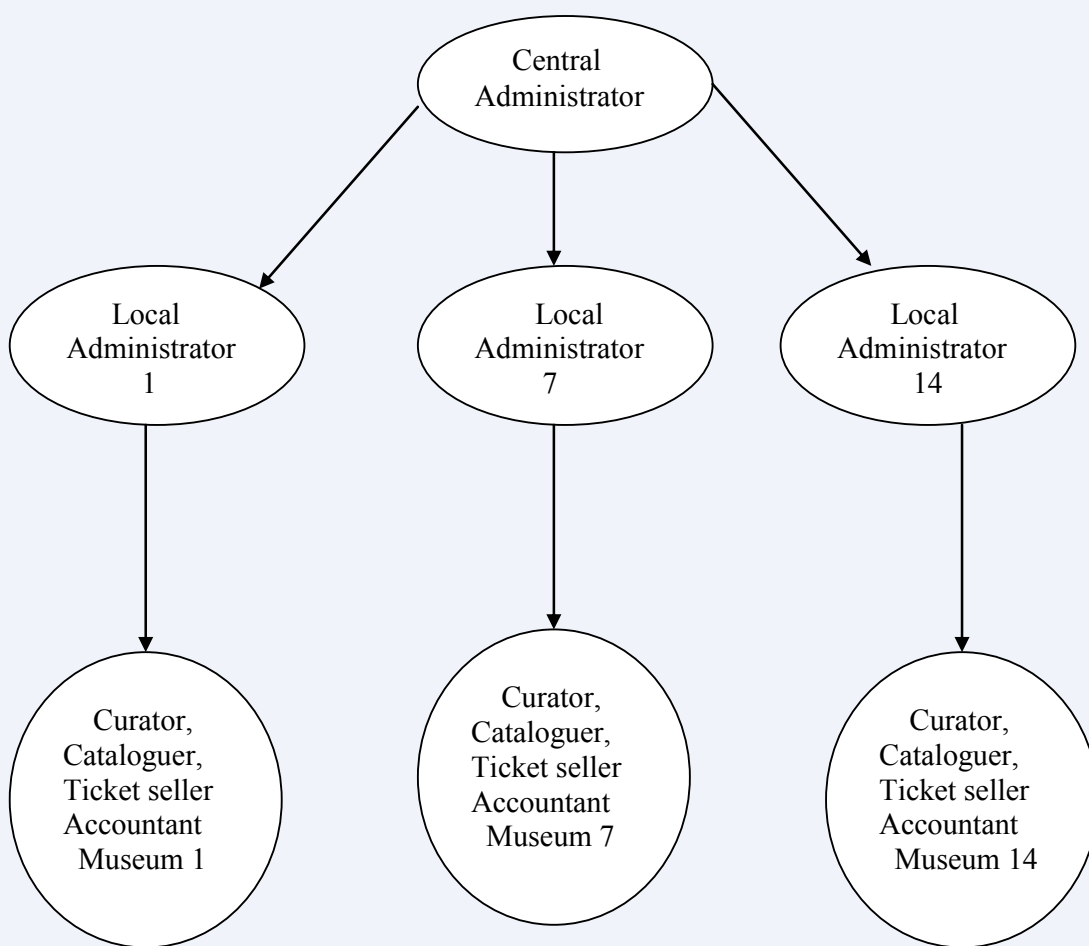 Central
Administrator
Local
Administrator
1
Local
Administrator
7
Local
Administrator
14
Curator,
Cataloguer,
Ticket seller
Accountant
Museum 1
Curator,
Cataloguer,
Ticket seller
Accountant
Museum 7
Curator,
Cataloguer,
Ticket seller
Accountant
Museum 14